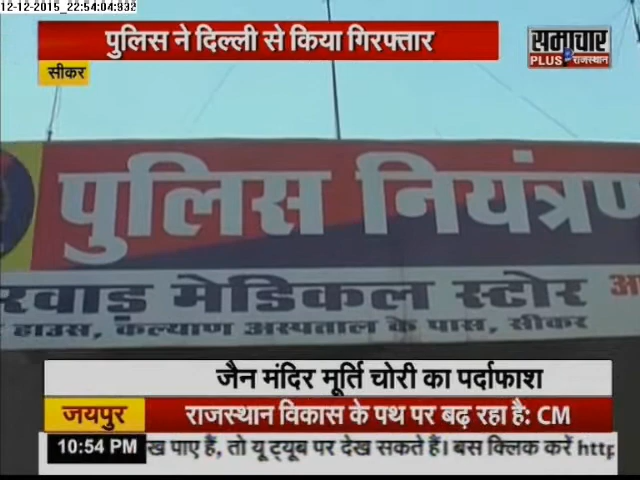 12-12-2015_22:54:04:932
पुलिस ने दिल्ली से किया गिरफ्तार
समाचार
PLUS राजस्थान
सीकर
पुलिस नियंत्रण
रवाड़ मेडिकल स्टोर
हाउस, कल्याण अस्पताल के पास, सीकर
जैन मंदिर मूर्ति चोरी का पर्दाफाश
जयपुर राजस्थान विकास के पथ पर बढ़ रहा है: CM
10:54 PM ख पाए हैं, तो यू ट्यूब पर देख सकते हैं। बस क्लिक करें http